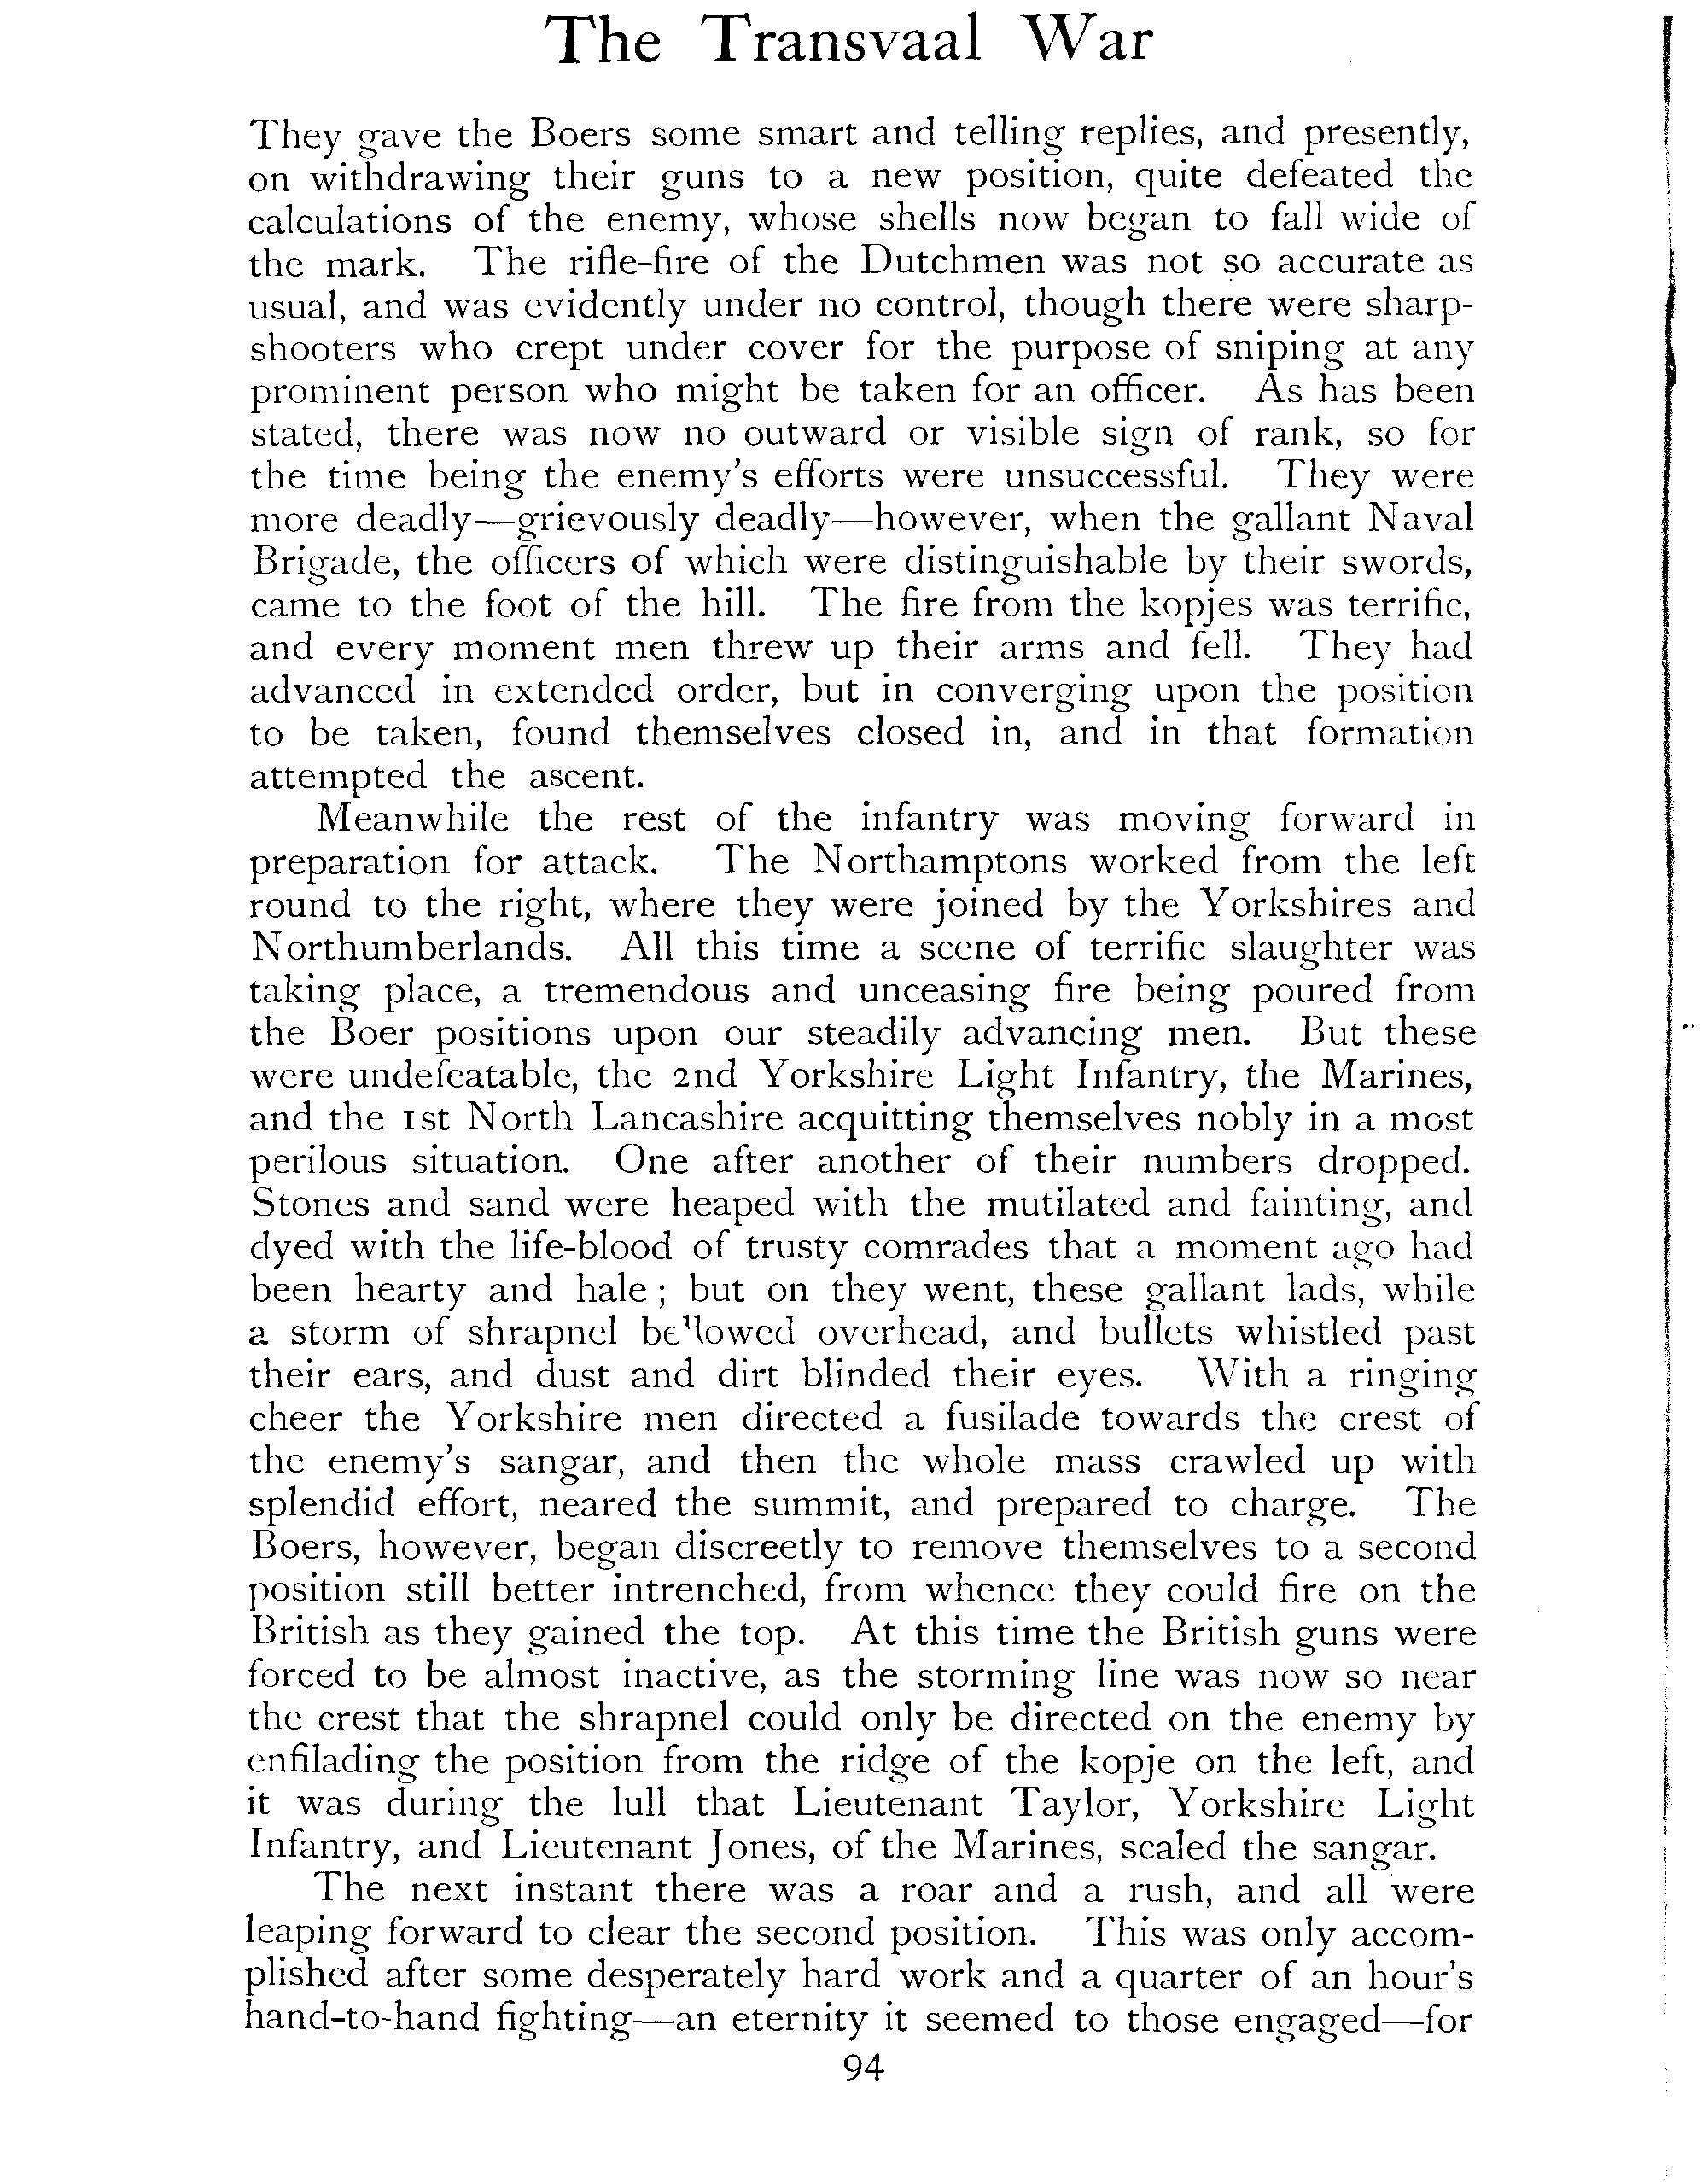 The Transvaal War
They gave the Boers some smart and telling replies, and presently,
on withdrawing their guns to a new position, quite defeated the
calculations of the enemy, whose shells now began to fall wide of
the mark. The rifle-fire of the Dutchmen was not so accurate as
usual, and was evidently under no control, though there were sharp-
shooters who crept under cover for the purpose of sniping at any
prominent person who might be taken for an officer. As has been
stated, there was now no outward or visible sign of rank, so for
the time being the enemy's efforts were unsuccessful. They were
more deadly—grievously deadly—however, when the gallant Naval
Brigade, the officers of which were distinguishable by their swords,
came to the foot of the hill. The fire from the kopjes was terrific,
and every moment men threw up their arms and fell. They had
advanced in extended order, but in converging upon the position
to be taken, found themselves closed in, and in that formation
attempted the ascent.
Meanwhile the rest of the infantry was moving forward in
preparation for attack. The Northamptons worked from the left
round to the right, where they were joined by the Yorkshires and
Northumberlands. All this time a scene of terrific slaughter was
taking place, a tremendous and unceasing fire being poured from
the Boer positions upon our steadily advancing men. But these
were undefeatable, the 2nd Yorkshire Light Infantry, the Marines,
and the 1st North Lancashire acquitting themselves nobly in a most
perilous situation. One after another of their numbers dropped.
Stones and sand were heaped with the mutilated and fainting, and
dyed with the life-blood of trusty comrades that a moment ago had
been hearty and hale; but on they went, these gallant lads, while
a storm of shrapnel bellowed overhead, and bullets whistled past
their ears, and dust and dirt blinded their eyes. With a ringing
cheer the Yorkshire men directed a fusilade towards the crest of
the enemy's sangar, and then the whole mass crawled up with
splendid effort, neared the summit, and prepared to charge. The
Boers, however, began discreetly to remove themselves to a second
position still better intrenched, from whence they could fire on the
British as they gained the top. At this time the British guns were
forced to be almost inactive, as the storming line was now so near
the crest that the shrapnel could only be directed on the enemy by
enfilading the position from the ridge of the kopje on the left, and
it was during the lull that Lieutenant Taylor, Yorkshire Light
Infantry, and Lieutenant Jones, of the Marines, scaled the sangar.
The next instant there was a roar and a rush, and all were
leaping forward to clear the second position. This was only accom-
plished after some desperately hard work and a quarter of an hour's
hand-to-hand fighting—an eternity it seemed to those engaged—for
94